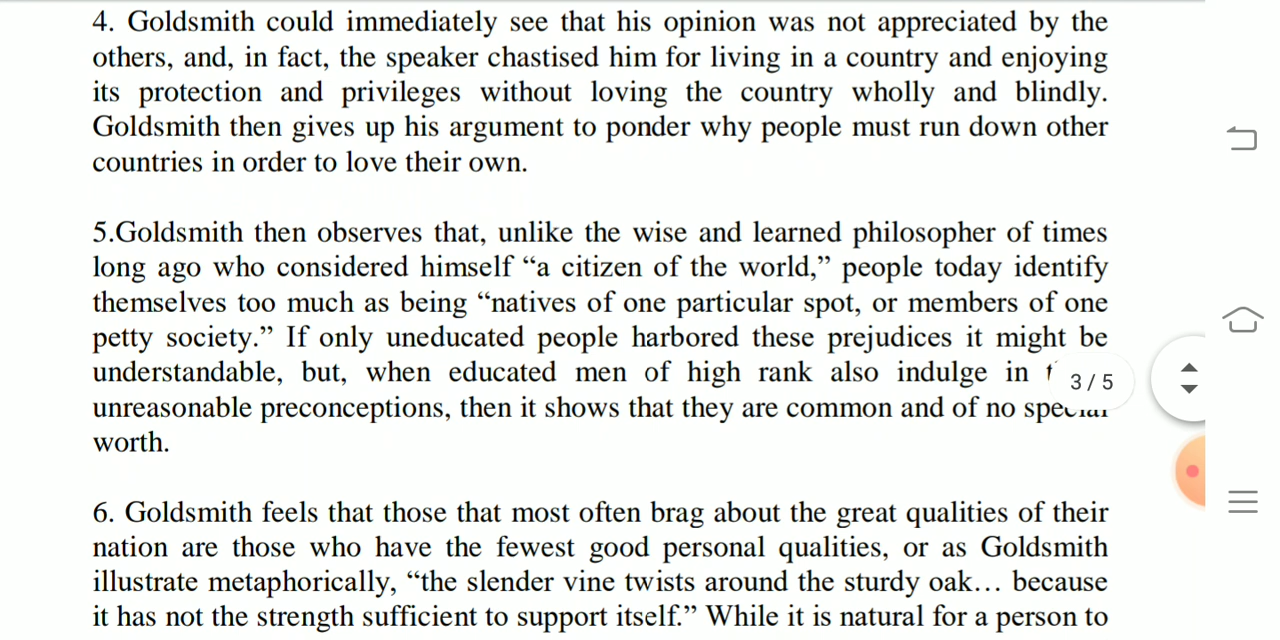 4. Goldsmith could immediately see that his opinion was not appreciated by the
others, and, in fact, the speaker chastised him for living in a country and enjoying
its protection and privileges without loving the country wholly and blindly.
Goldsmith then gives up his argument to ponder why people must run down other
countries in order to love their own.
5.Goldsmith then observes that, unlike the wise and learned philosopher of times
long ago who considered himself “a citizen of the world,” people today identify
themselves too much as being “natives of one particular spot, or members of one
petty society.” If only uneducated people harbored these prejudices it might be
understandable, but, when educated men of high rank also indulge in
3 / 5
unreasonable preconceptions, then it shows that they are common and of no special
worth.
6. Goldsmith feels that those that most often brag about the great qualities of their
nation are those who have the fewest good personal qualities, or as Goldsmith
illustrate metaphorically, “the slender vine twists around the sturdy oak… because
it has not the strength sufficient to support itself.” While it is natural for a person to